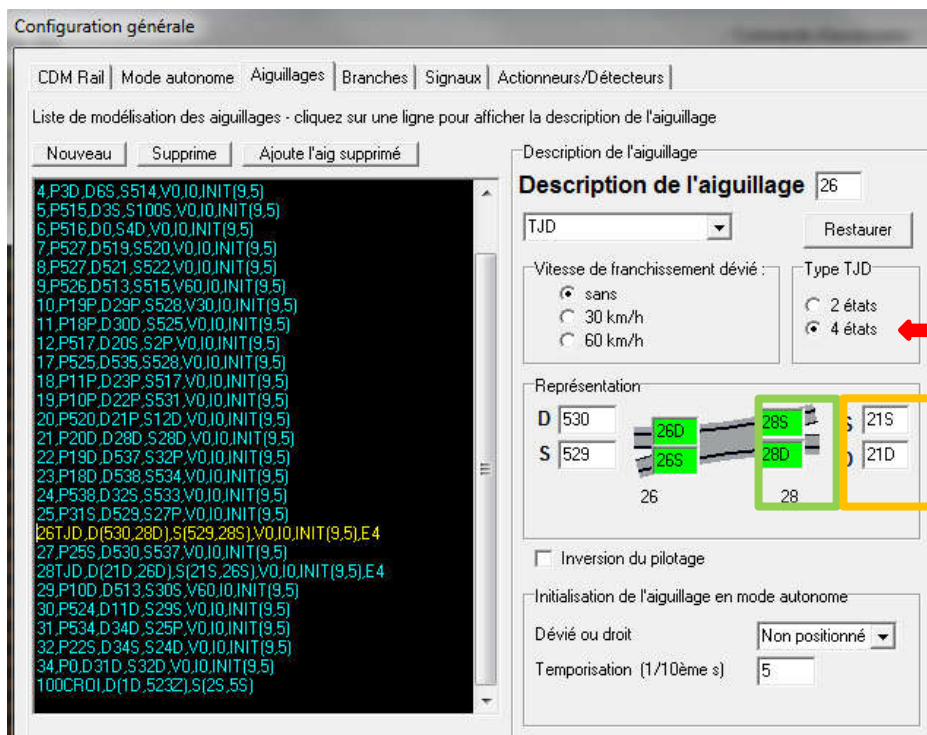 Configuration générale
CDM Rail Mode autonome Aiguillages Branches Signaux Actionneurs/Détecteurs
Liste de modélisation des aiguillages - cliquez sur une ligne pour afficher la description de l'aiguillage
Nouveau Supprime Ajoute l'aig supprimé
4,P3D,D6S,S514,V0,I0,INIT(9,5)
5,P515,D3S,S100S,V0,I0,INIT(9,5)
6,P516,D0,S4D,V0,I0,INIT(9,5)
7,P527,D519,S520,V0,I0,INIT(9,5)
8,P527,D521,S522,V0,I0,INIT(9,5)
9,P526,D513,S515,V60,I0,INIT(9,5)
10,P19P,D29P,S528,V30,I0,INIT(9,5)
11,P18P,D30D,S525,V0,I0,INIT(9,5)
12,P517,D20S,S2P,V0,I0,INIT(9,5)
17,P525,D535,S528,V0,I0,INIT(9,5)
18,P11P,D23P,S517,V0,I0,INIT(9,5)
19,P10P,D22P,S531,V0,I0,INIT(9,5)
20,P520,D21P,S12D,V0,I0,INIT(9,5)
21,P20D,D28D,S28D,V0,I0,INIT(9,5)
22,P19D,D537,S32P,V0,I0,INIT(9,5)
23,P18D,D538,S534,V0,I0,INIT(9,5)
24,P538,D32S,S533,V0,I0,INIT(9,5)
25,P31S,D529,S27P,V0,I0,INIT(9,5)
26TJD,D(530,28D),S(529,28S),V0,I0,INIT(9,5),E4
27,P25S,D530,S537,V0,I0,INIT(9,5)
28TJD,D(21D,26D),S(21S,26S),V0,I0,INIT(9,5),E4
29,P10D,D513,S30S,V60,I0,INIT(9,5)
30,P524,D11D,S29S,V0,I0,INIT(9,5)
31,P534,D34D,S25P,V0,I0,INIT(9,5)
32,P22S,D34S,S24D,V0,I0,INIT(9,5)
34,P0,D31D,S32D,V0,I0,INIT(9,5)
100CROI,D(1D,523Z),S(2S,5S)
Description de l'aiguillage
Description de l'aiguillage 26
TJD
Restaurer
Vitesse de franchissement dévié :
sans
30 km/h
60 km/h
Type TJD
2 états
4 états
Représentation
D 530 26D 28S S 21S
S 529 26S 28D 21D
26 28
Inversion du pilotage
Initialisation de l'aiguillage en mode autonome
Dévié ou droit Non positionné
Temporisation (1/10ème s) 5